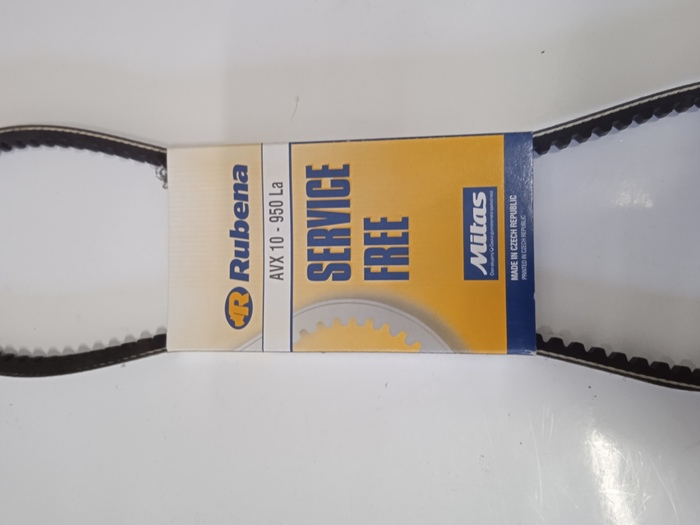 Rubena
AVX 10 - 950 La
SERVICE
FREE
Mitas
MADE IN CZECH REPUBLIC
PRINTED IN CZECH REPUBLIC